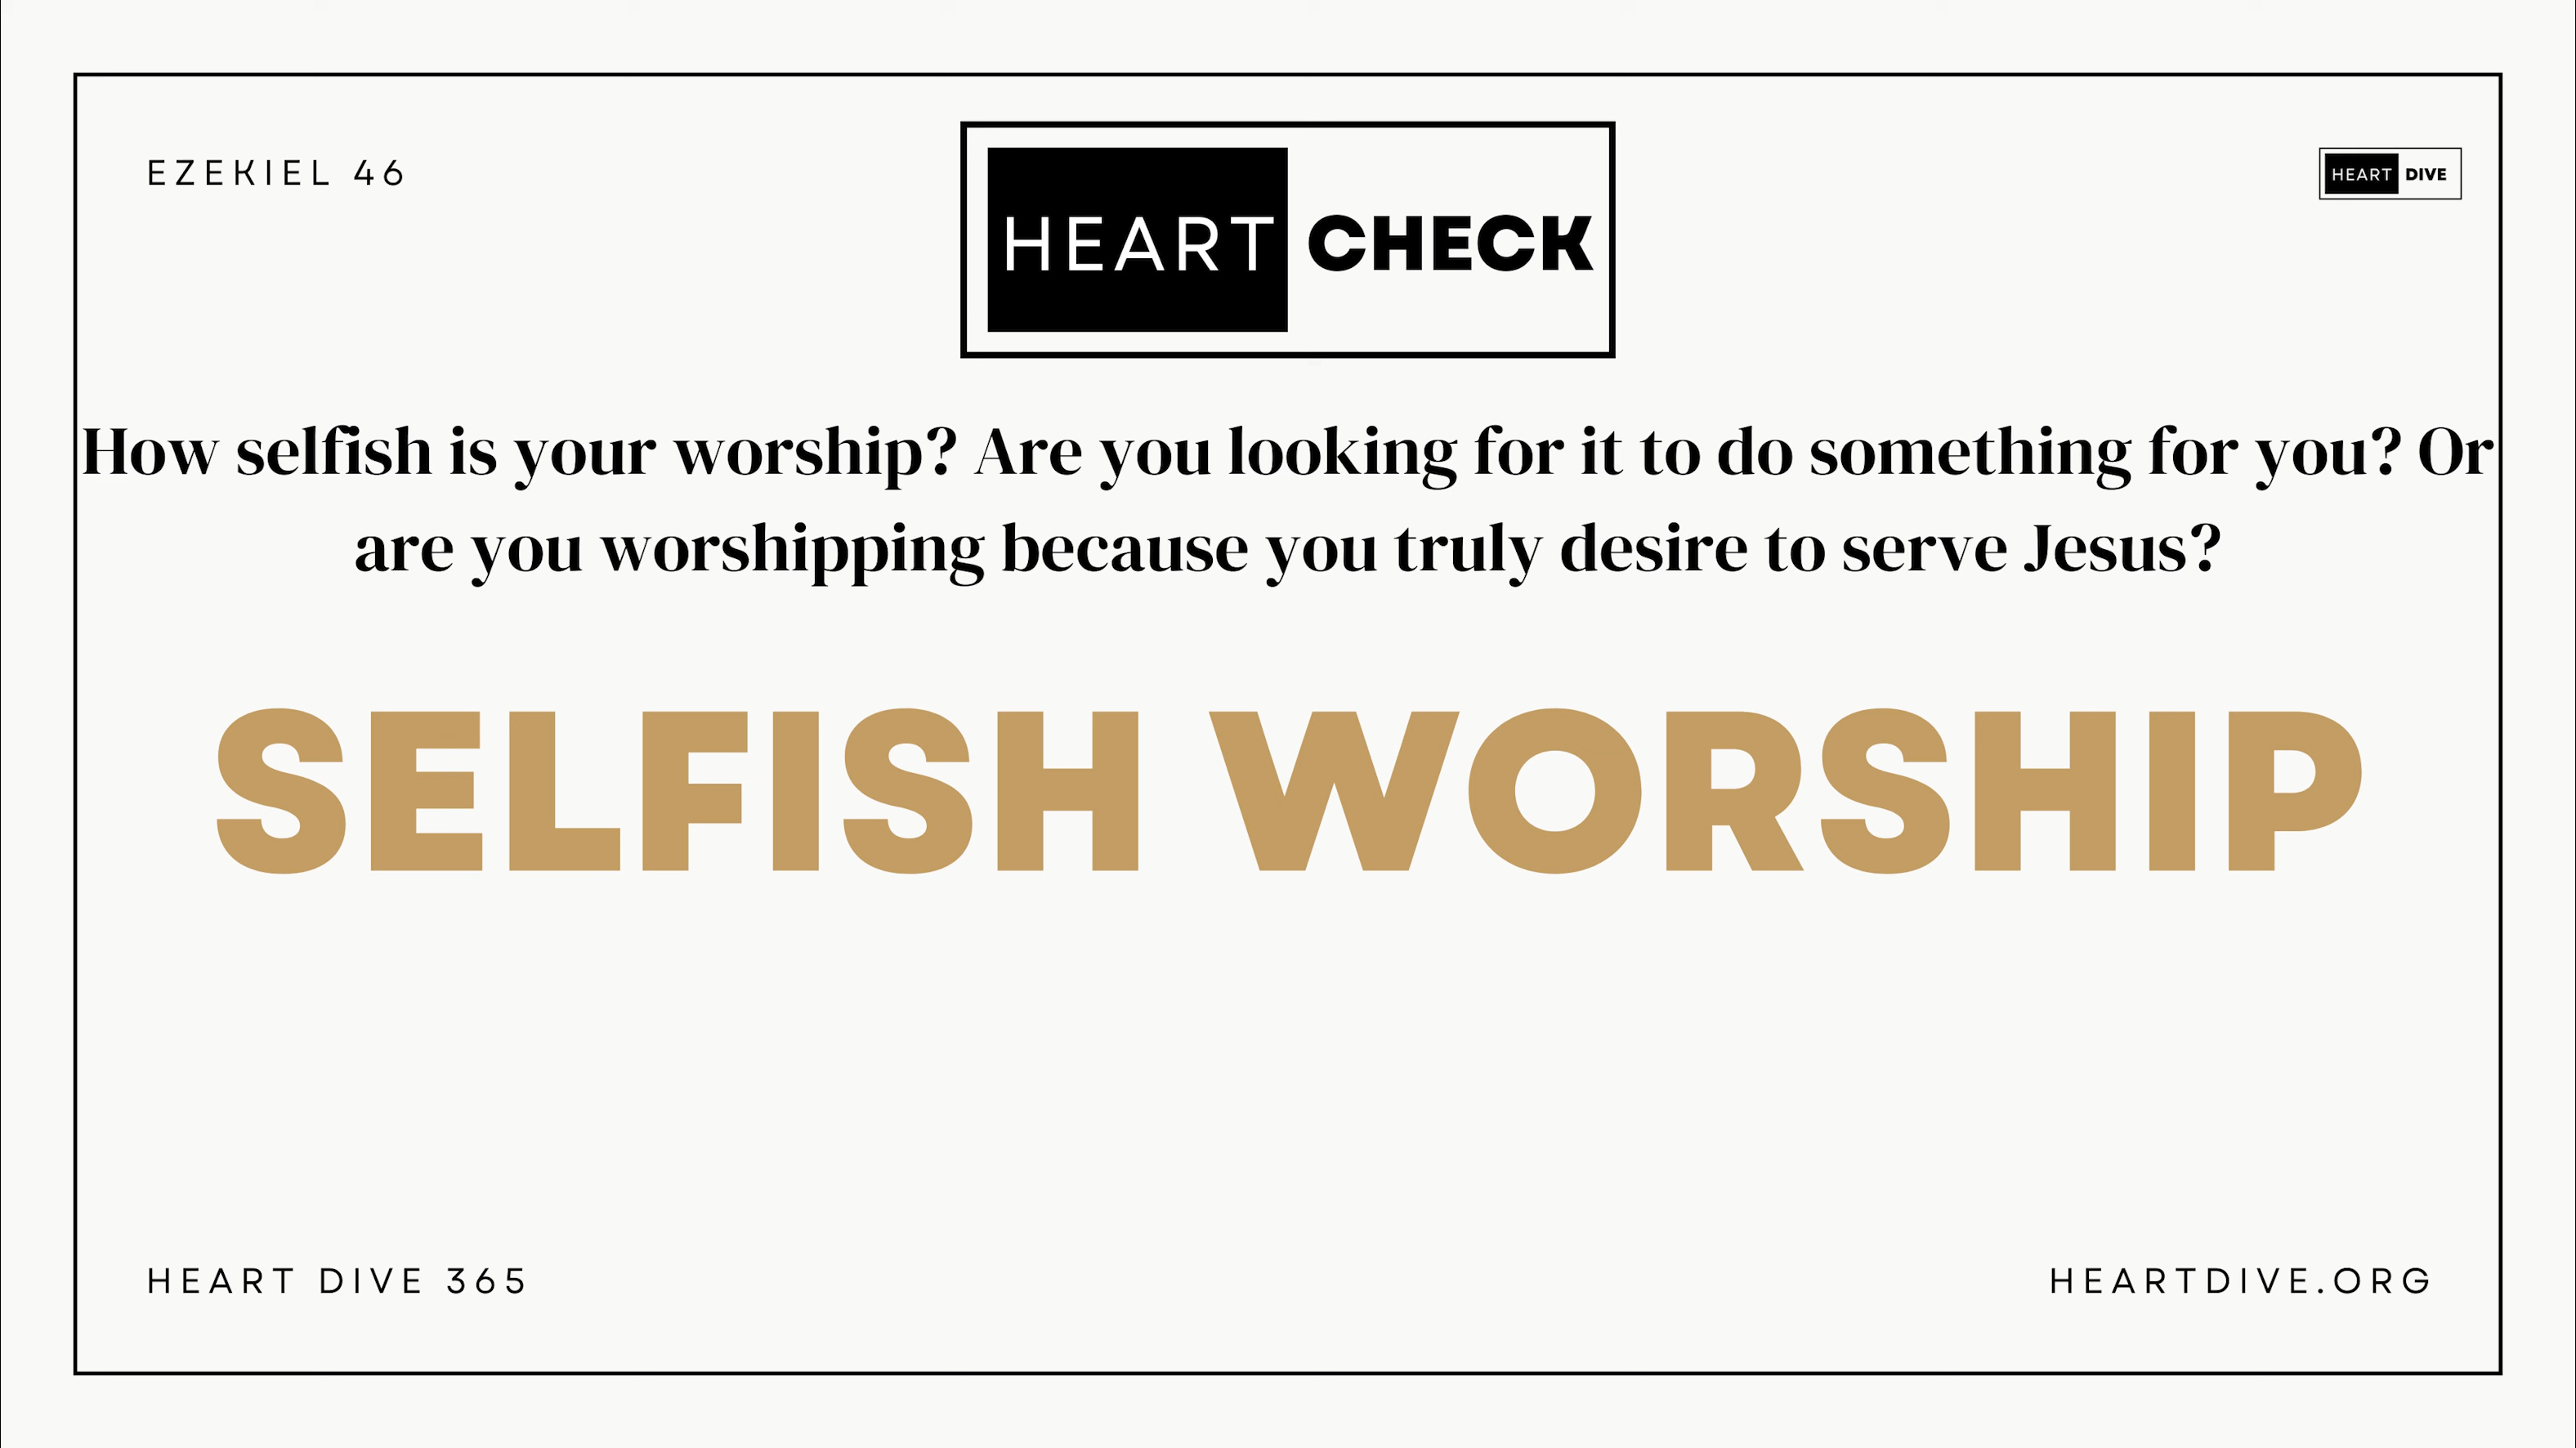 EZEKIEL 46
HEART CHECK
HEART DIVE
How selfish is your worship? Are you looking for it to do something for you? Or
are you worshipping because you truly desire to serve Jesus?
SELFISH WORSHIP
HEART DIVE 365
HEARTDIVE.ORG